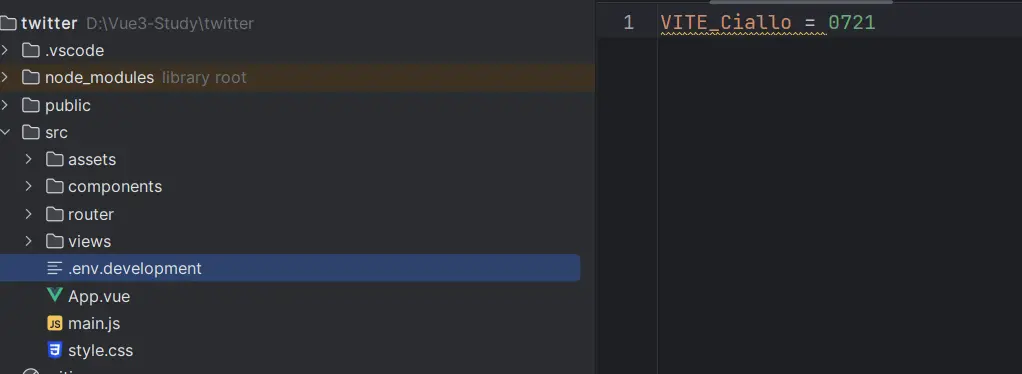 twitter D:\Vue3-Study\twitter
.vscode
node_modules library root
public
src
assets
components
router
views
.env.development
App.vue
JS main.js
style.css
1 VITE_Ciallo = 0721